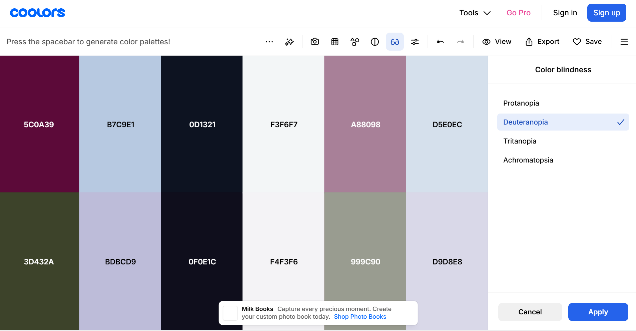 coolors
Tools Go Pro Sign in Sign up
Press the spacebar to generate color palettes!
View Export Save
Color blindness
Protanopia
Deuteranopia
Tritanopia
Achromatopsia
5C0A39 B7C9E1 0D1321 F3F6F7 A88098 D5E0EC
3D432A BDBCD9 0F0E1C F4F3F6 999C90 D9D8E8
Milk Books Capture every precious moment. Create
your custom photo book today. Shop Photo Books
Cancel Apply